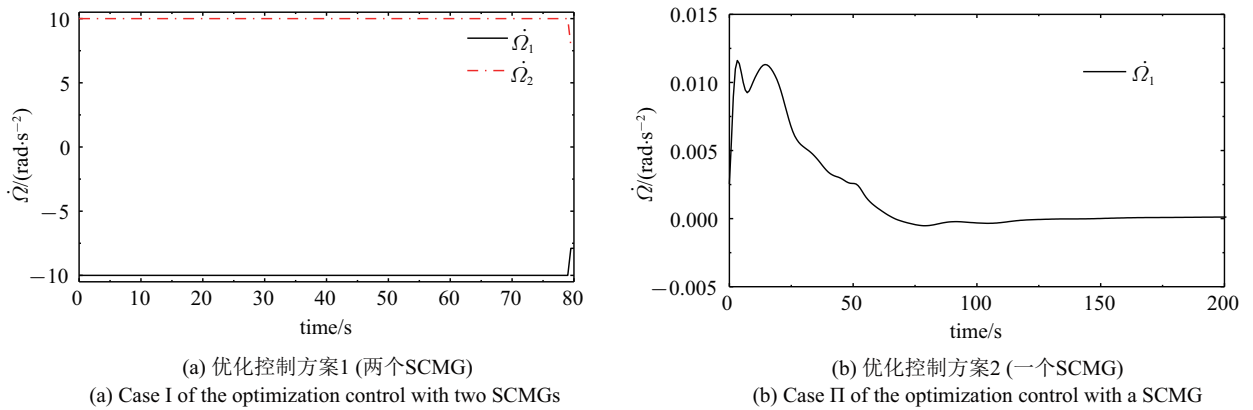 10
5
0
−5
−10
0
10
20
30
40
50
60
70
80
Ω̇/(rad·s⁻²)
time/s
Ω̇₁
Ω̇₂
(a) 优化控制方案1 (两个SCMG)
(a) Case I of the optimization control with two SCMGs
0.015
0.010
0.005
0.000
−0.005
0
50
100
150
200
Ω̇/(rad·s⁻²)
time/s
Ω̇₁
(b) 优化控制方案2 (一个SCMG)
(b) Case Π of the optimization control with a SCMG